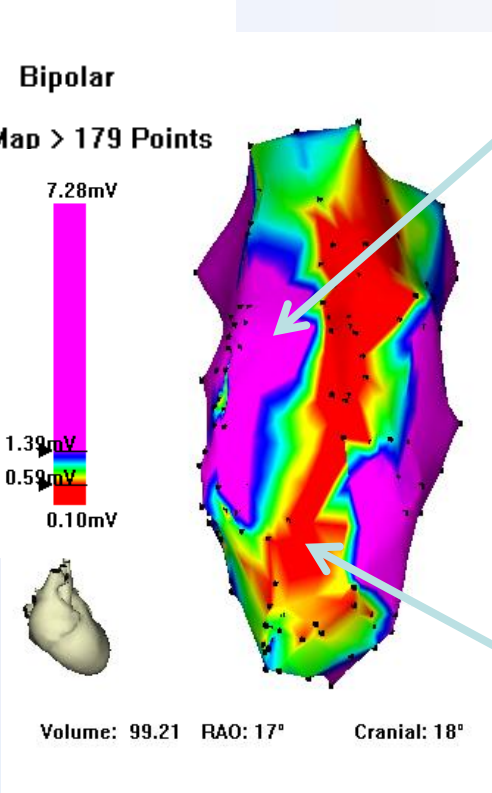 Bipolar
Map > 179 Points
7.28mV
1.39mV
0.59mV
0.10mV
Volume: 99.21 RAO: 17° Cranial: 18°